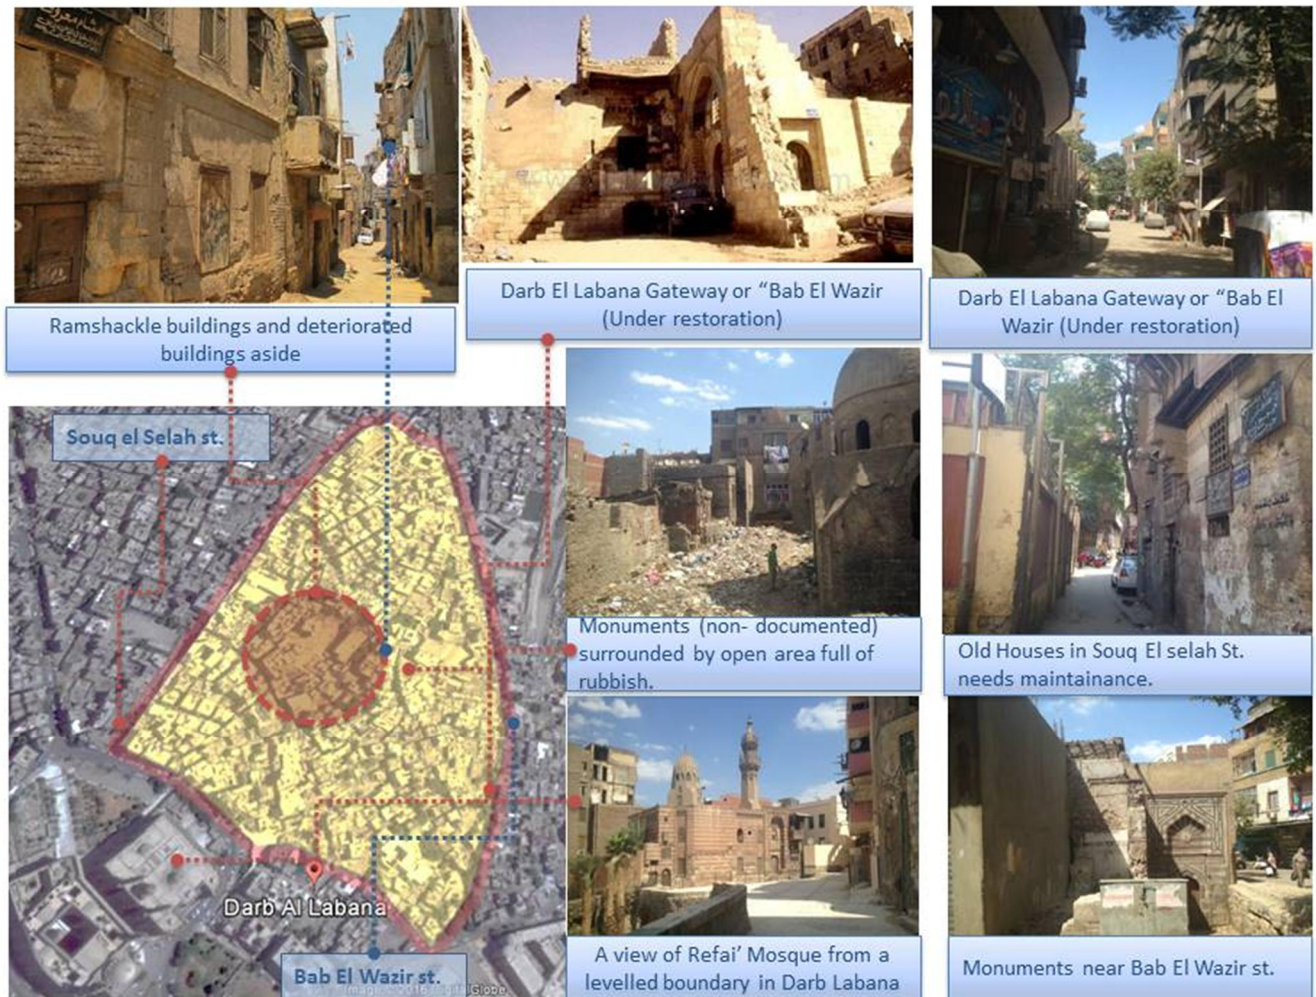 Ramshackle buildings and deteriorated
buildings aside
Darb El Labana Gateway or “Bab El Wazir
(Under restoration)
Darb El Labana Gateway or “Bab El
Wazir (Under restoration)
Souq el Selah st.
Monuments (non- documented)
surrounded by open area full of
rubbish.
Old Houses in Souq El selah St.
needs maintainance.
Darb Al Labana
Bab El Wazir st.
Image © 2016 DigitalGlobe
A view of Refai’ Mosque from a
levelled boundary in Darb Labana
Monuments near Bab El Wazir st.